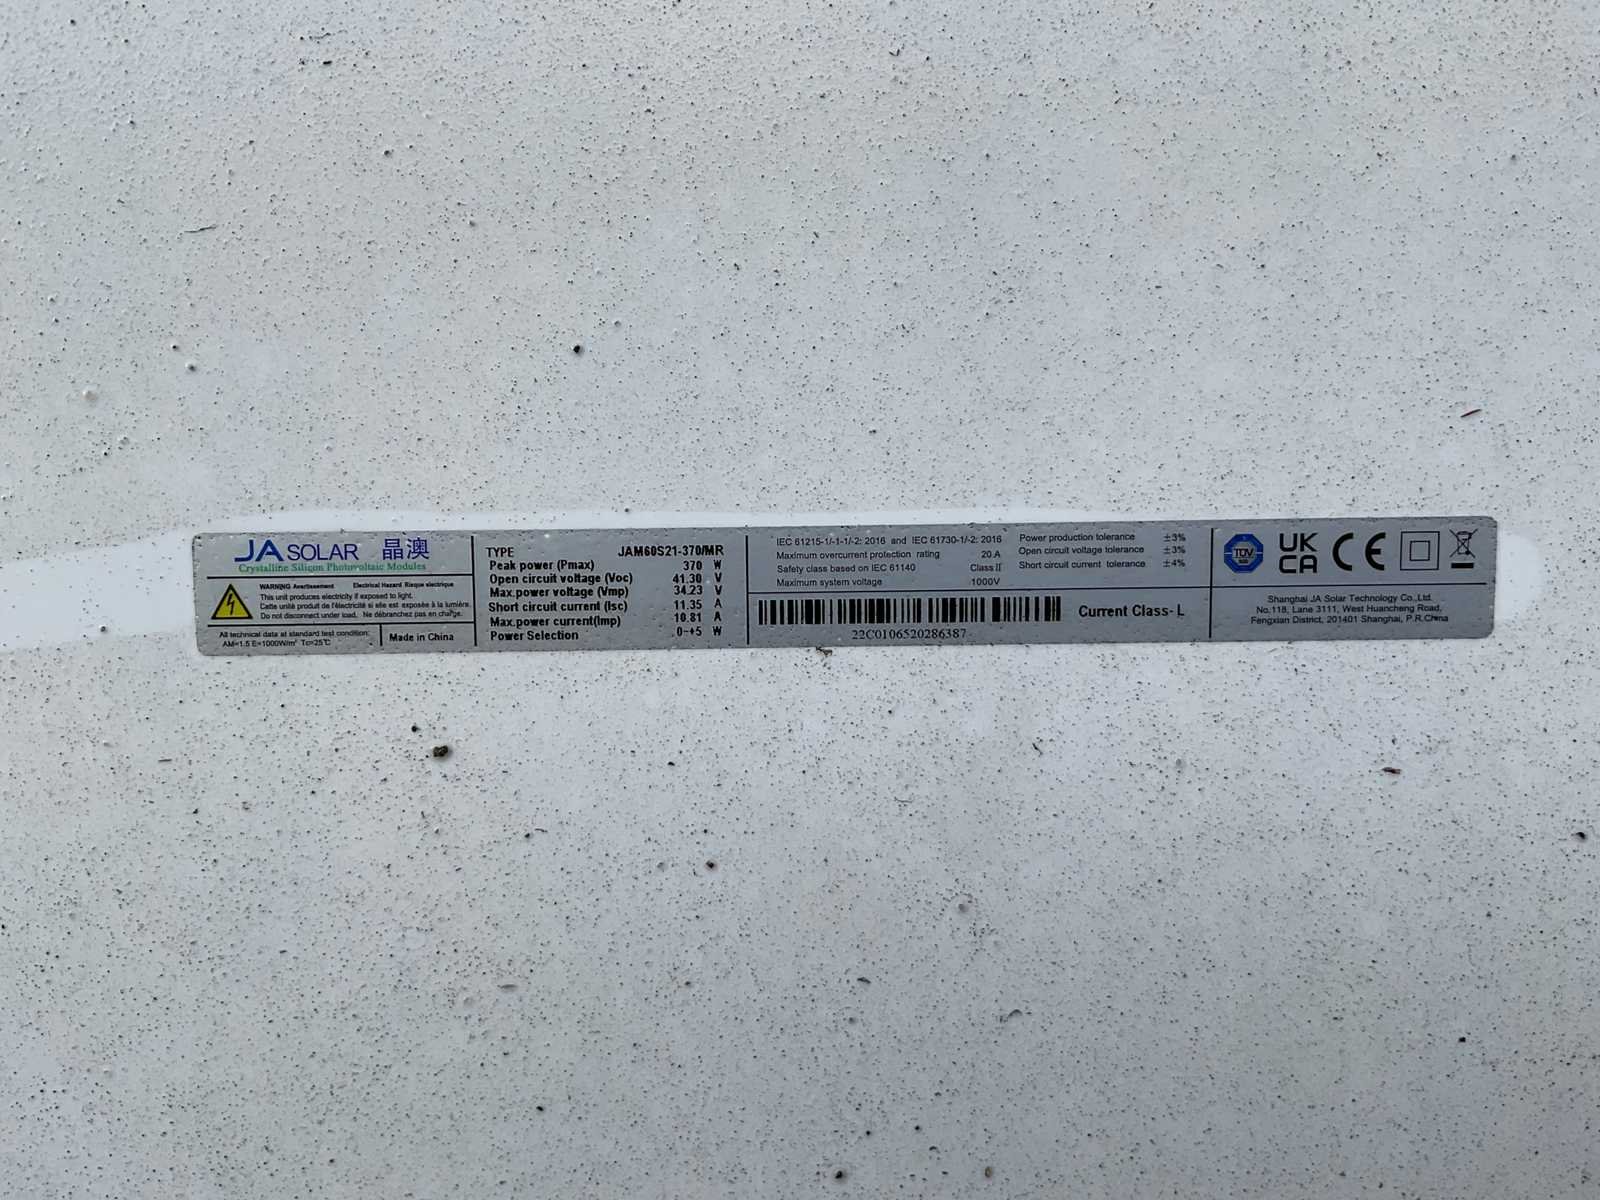 JA SOLAR 晶澳
Crystalline Silicon Photovoltaic Modules
WARNING Avertissement Electrical Hazard Risque electrique
This unit produces electricity if exposed to light.
Cette unité produit de l'électricité si elle est exposée à la lumière.
Do not disconnect under load, Ne débranchez pas en charge.
All technical data at standard test condition:
AM=1.5 E=1000W/m² Tc=25℃
Made in China
TYPE JAM60S21-370/MR
Peak power (Pmax) 370 W
Open circuit voltage (Voc) 41.30 V
Max.power voltage (Vmp) 34.23 V
Short circuit current (Isc) 11.35 A
Max.power current(Imp) 10.81 A
Power Selection 0~+5 W
IEC 61215-1/-1-1/-2: 2016 and IEC 61730-1/-2: 2016
Maximum overcurrent protection rating 20 A
Safety class based on IEC 61140 Class II
Maximum system voltage 1000V
Power production tolerance ±3%
Open circuit voltage tolerance ±3%
Short circuit current tolerance ±4%
22C0106520286387
Current Class- L
TÜV
UK
CA
CE
Shanghai JA Solar Technology Co.,Ltd.
No.118, Lane 3111, West Huancheng Road,
Fengxian District, 201401 Shanghai, P.R.China